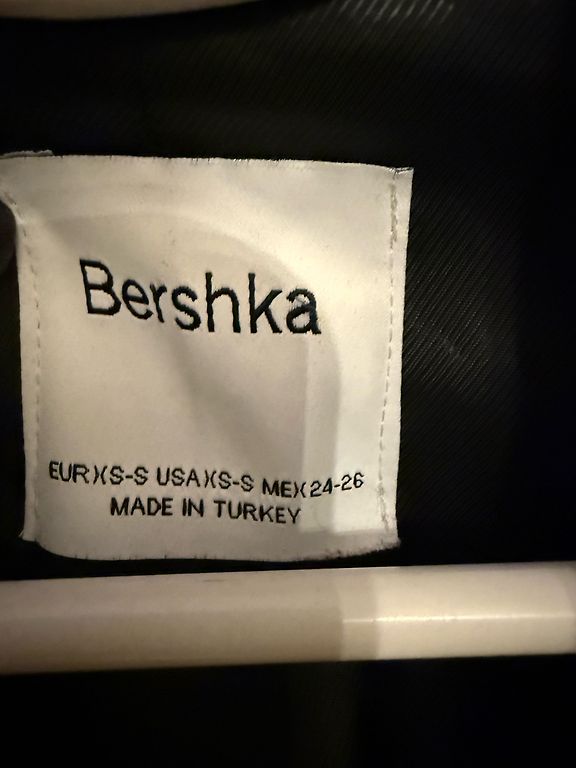 Bershka
EUR XS-S USA XS-S MEX 24-26
MADE IN TURKEY